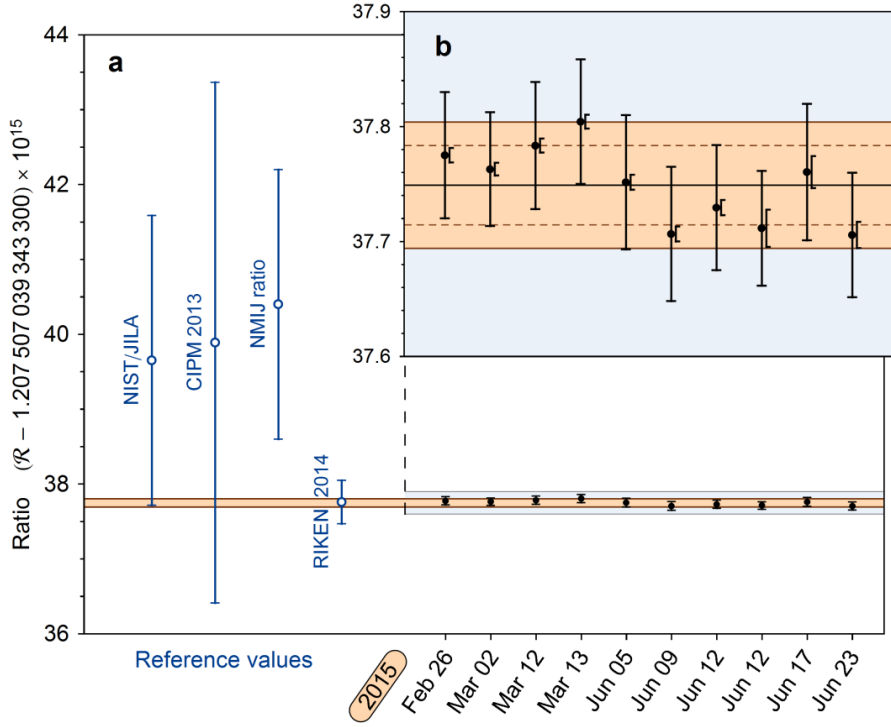 Ratio (ℛ − 1.207 507 039 343 300) × 10¹⁵
44
42
40
38
36
a
NIST/JILA
CIPM 2013
NMIJ ratio
RIKEN 2014
Reference values
b
37.9
37.8
37.7
37.6
2015
Feb 26
Mar 02
Mar 12
Mar 13
Jun 05
Jun 09
Jun 12
Jun 12
Jun 17
Jun 23